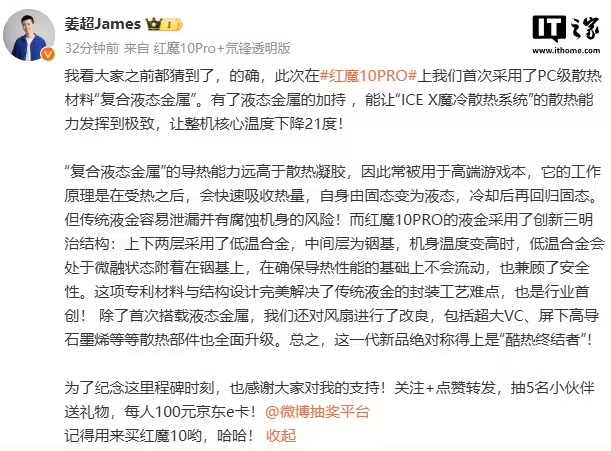 姜超James
32分钟前 来自 红魔10Pro+氘锋透明版
IT之家
www.ithome.com
我看大家之前都猜到了，的确，此次在#红魔10PRO#上我们首次采用了PC级散热
材料“复合液态金属”。有了液态金属的加持 ，能让“ICE X魔冷散热系统”的散热能
力发挥到极致，让整机核心温度下降21度！
“复合液态金属”的导热能力远高于散热凝胶，因此常被用于高端游戏本，它的工作
原理是在受热之后，会快速吸收热量，自身由固态变为液态，冷却后再回归固态。
但传统液金容易泄漏并有腐蚀机身的风险！而红魔10PRO的液金采用了创新三明
治结构：上下两层采用了低温合金，中间层为铟基，机身温度变高时，低温合金会
处于微融状态附着在铟基上，在确保导热性能的基础上不会流动，也兼顾了安全
性。这项专利材料与结构设计完美解决了传统液金的封装工艺难点，也是行业首
创！ 除了首次搭载液态金属，我们还对风扇进行了改良，包括超大VC、屏下高导
石墨烯等等散热部件也全面升级。总之，这一代新品绝对称得上是“酷热终结者”！
为了纪念这里程碑时刻，也感谢大家对我的支持！关注+点赞转发，抽5名小伙伴
送礼物，每人100元京东e卡！@微博抽奖平台
记得用来买红魔10哟，哈哈！ 收起